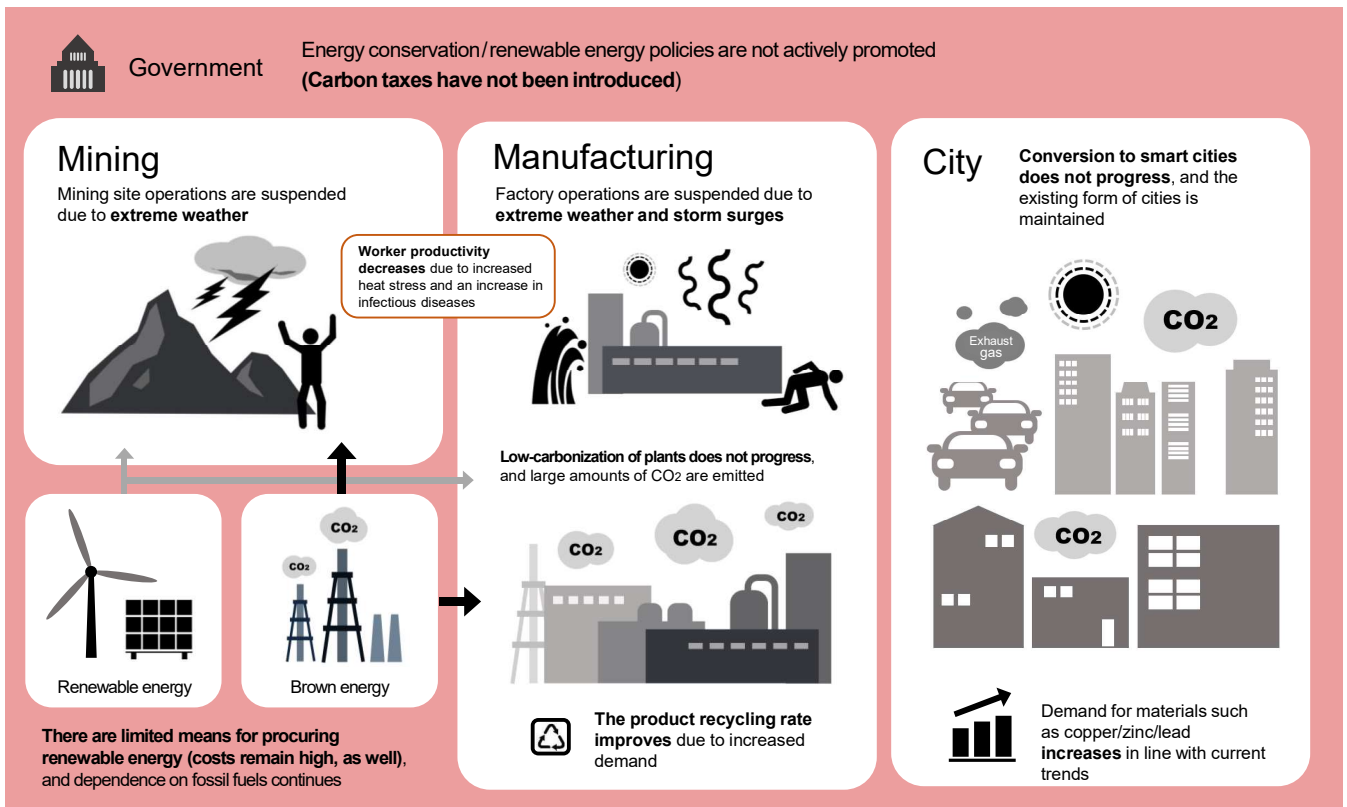 Government
Energy conservation/renewable energy policies are not actively promoted
(Carbon taxes have not been introduced)
Mining
Mining site operations are suspended
due to extreme weather
Worker productivity
decreases due to increased
heat stress and an increase in
infectious diseases
Manufacturing
Factory operations are suspended due to
extreme weather and storm surges
Low-carbonization of plants does not progress,
and large amounts of CO2 are emitted
CO2
CO2
CO2
The product recycling rate
improves due to increased
demand
City
Conversion to smart cities
does not progress, and the
existing form of cities is
maintained
Exhaust
gas
CO2
CO2
Demand for materials such
as copper/zinc/lead
increases in line with current
trends
Renewable energy
CO2
CO2
Brown energy
There are limited means for procuring
renewable energy (costs remain high, as well),
and dependence on fossil fuels continues